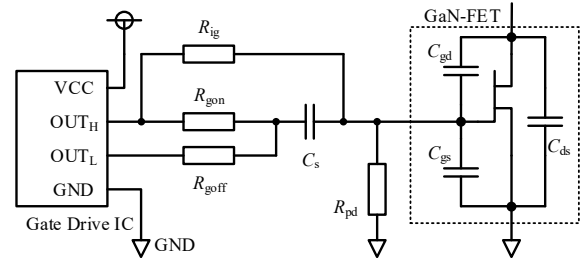 GaN-FET
Rig
Cgd
VCC
Rgon
OUTH
OUTL
Cs
Cgs
Cds
Rgoff
GND
Rpd
Gate Drive IC
GND